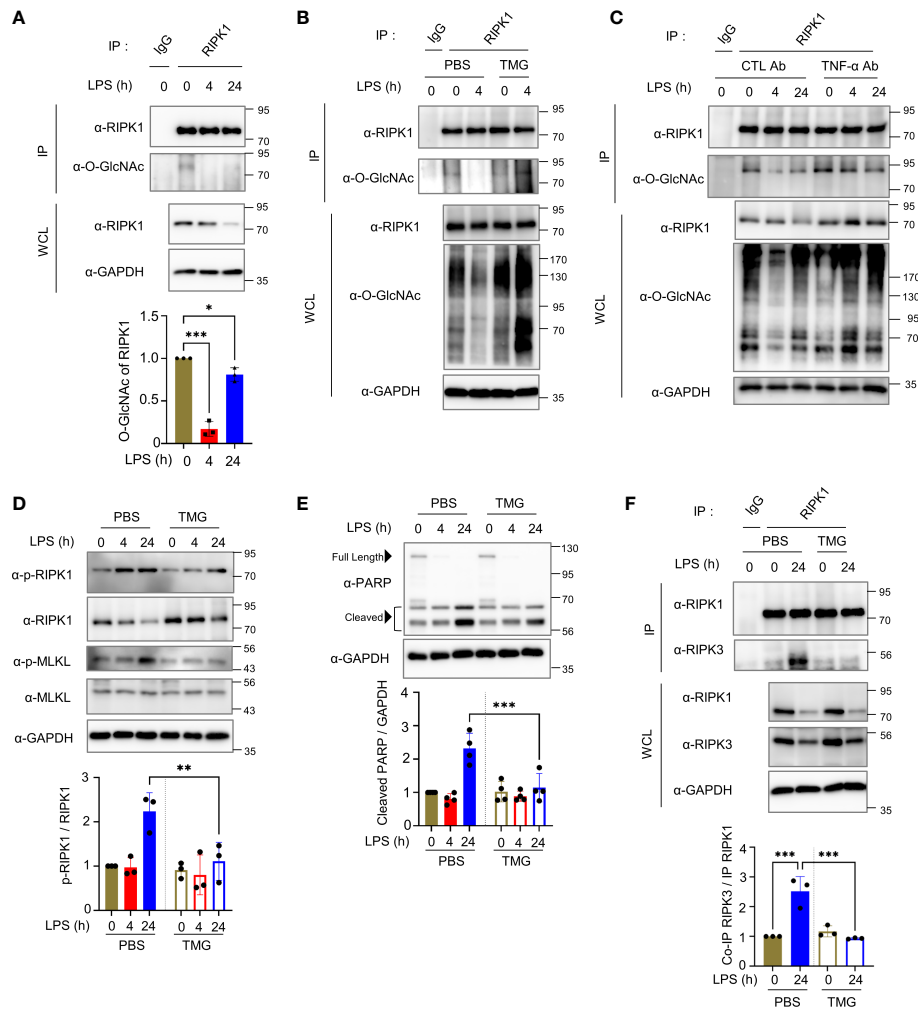 A
IP :
IgG
RIPK1
LPS (h)
0 0 4 24
IP
α-RIPK1
95
70
α-O-GlcNAc
95
70
WCL
α-RIPK1
95
70
α-GAPDH
35
O-GlcNAc of RIPK1
1.5
1.0
0.5
0
***
*
LPS (h) 0 4 24
B
IP :
IgG
RIPK1
PBS TMG
LPS (h)
0 0 4 0 4
IP
α-RIPK1
95
70
α-O-GlcNAc
95
70
WCL
α-RIPK1
95
70
α-O-GlcNAc
170
130
95
70
α-GAPDH
35
C
IP :
IgG
RIPK1
CTL Ab TNF-α Ab
LPS (h)
0 0 4 24 0 4 24
IP
α-RIPK1
95
70
α-O-GlcNAc
95
70
WCL
α-RIPK1
95
70
α-O-GlcNAc
170
130
95
70
α-GAPDH
35
D
PBS TMG
LPS (h)
0 4 24 0 4 24
α-p-RIPK1
95
70
α-RIPK1
95
70
α-p-MLKL
56
43
α-MLKL
56
43
α-GAPDH
35
p-RIPK1 / RIPK1
3
2
1
0
**
LPS (h) 0 4 24 0 4 24
PBS TMG
E
PBS TMG
LPS (h)
0 4 24 0 4 24
Full Length
α-PARP
Cleaved
130
95
70
56
α-GAPDH
35
Cleaved PARP / GAPDH
4
3
2
1
0
***
LPS (h) 0 4 24 0 4 24
PBS TMG
F
IP :
IgG
RIPK1
PBS TMG
LPS (h)
0 0 24 0 24
IP
α-RIPK1
95
70
α-RIPK3
56
WCL
α-RIPK1
95
70
α-RIPK3
56
α-GAPDH
35
Co-IP RIPK3 / IP RIPK1
4
3
2
1
0
*** ***
LPS (h) 0 24 0 24
PBS TMG